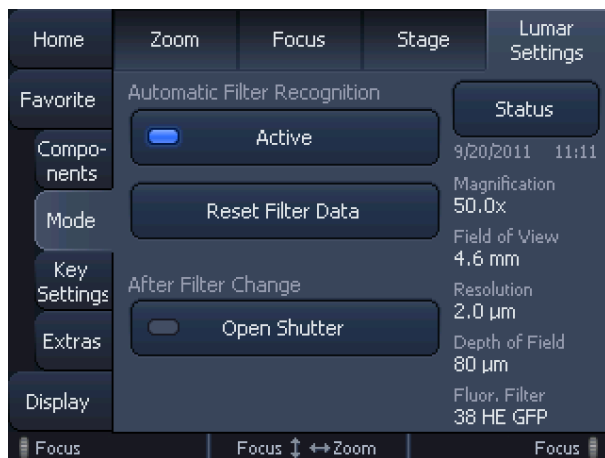 Home
Zoom
Focus
Stage
Lumar
Settings
Favorite
Compo-
nents
Mode
Key
Settings
Extras
Display
Automatic Filter Recognition
Active
Reset Filter Data
After Filter Change
Open Shutter
Status
9/20/2011 11:11
Magnification
50.0x
Field of View
4.6 mm
Resolution
2.0 µm
Depth of Field
80 µm
Fluor. Filter
38 HE GFP
Focus
Focus ↕ ↔ Zoom
Focus